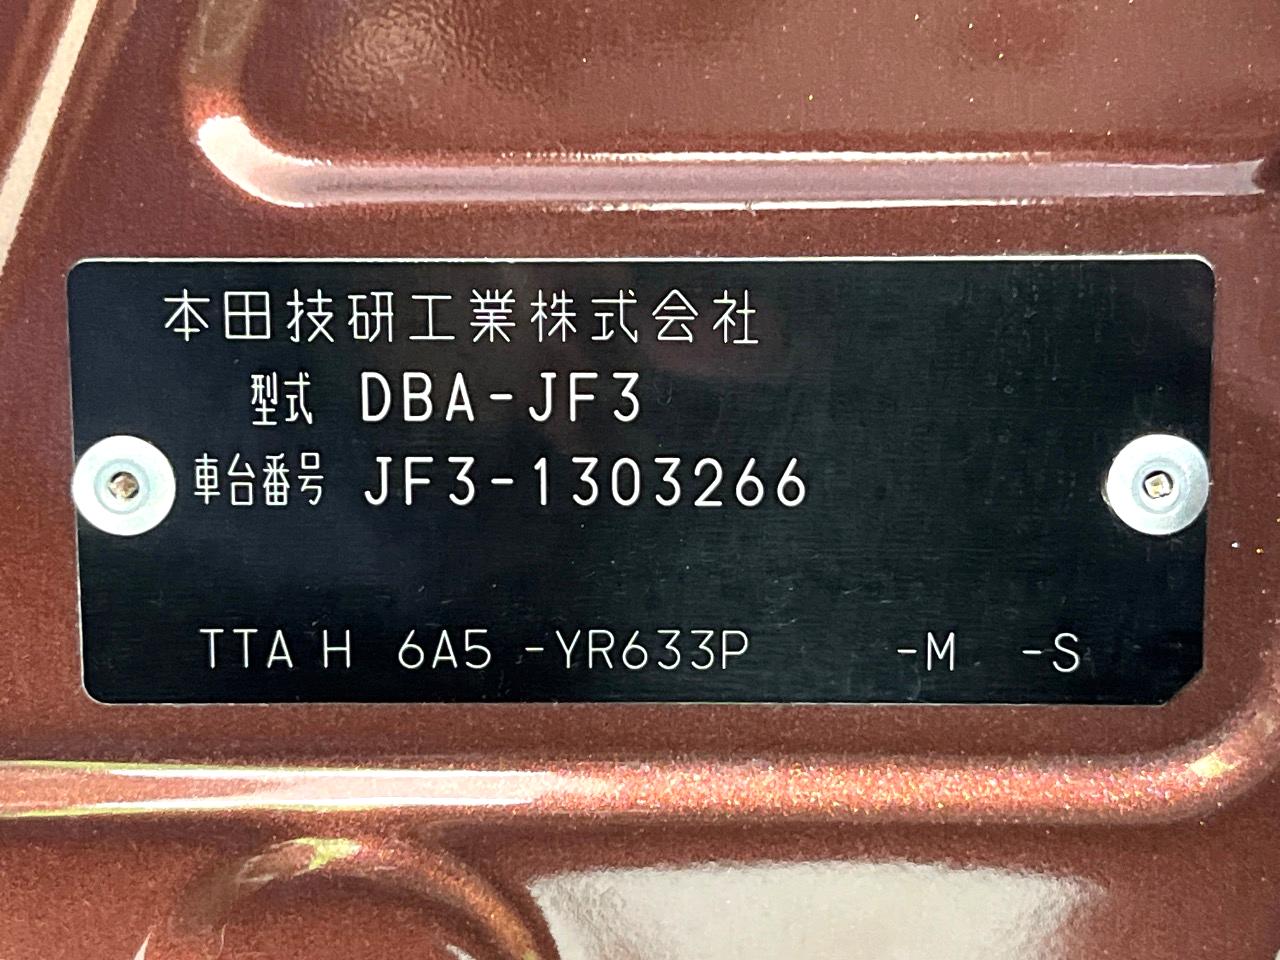 本田技研工業株式会社
型式 DBA-JF3
車台番号 JF3-1303266
TTA H 6A5 -YR633P -M -S